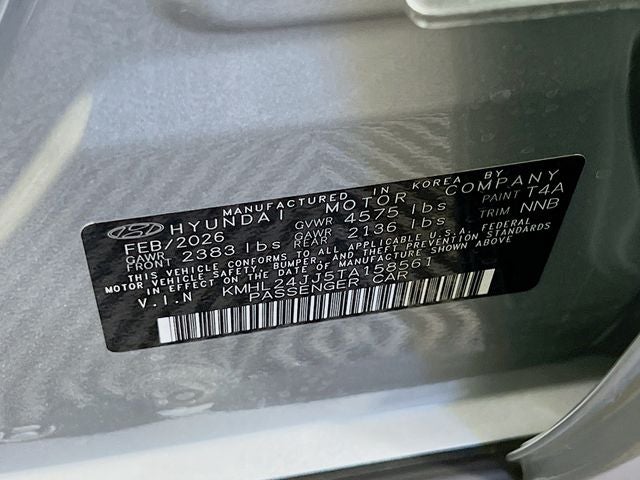 MANUFACTURED IN KOREA BY
HYUNDAI MOTOR COMPANY
FEB/2026 GVWR 4575 lbs PAINT T4A
GAWR FRONT 2383 lbs GAWR REAR 2136 lbs TRIM NNB
THIS VEHICLE CONFORMS TO ALL APPLICABLE U.S.A. FEDERAL
MOTOR VEHICLE SAFETY, BUMPER, AND THEFT PREVENTION STANDARDS
IN EFFECT ON THE DATE OF MANUFACTURE SHOWN ABOVE
V.I.N KMHL24JJ5TA158561
PASSENGER CAR